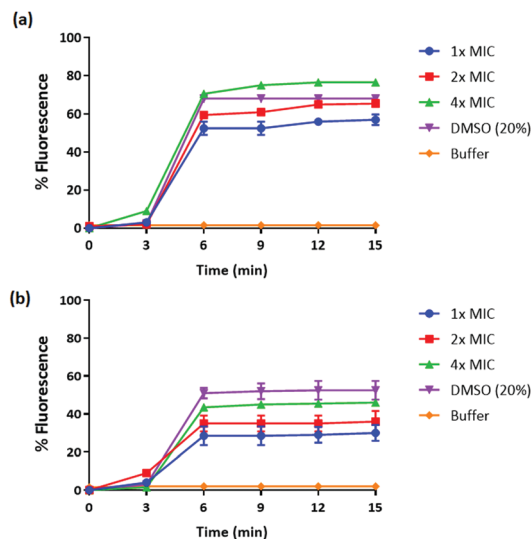 (a)
100
80
60
40
20
0
% Fluorescence
0 3 6 9 12 15
Time (min)
1x MIC
2x MIC
4x MIC
DMSO (20%)
Buffer
(b)
100
80
60
40
20
0
% Fluorescence
0 3 6 9 12 15
Time (min)
1x MIC
2x MIC
4x MIC
DMSO (20%)
Buffer